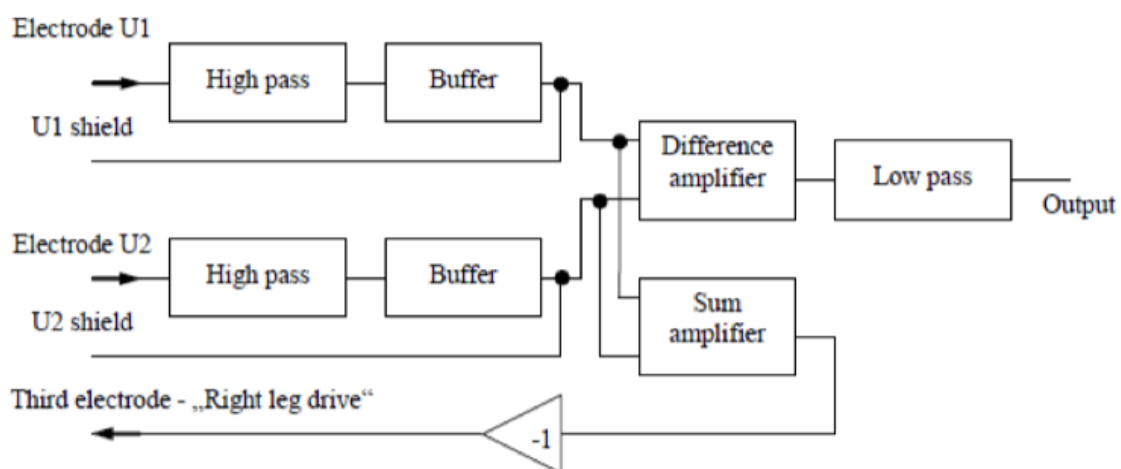 Electrode U1
High pass
Buffer
U1 shield
Difference
amplifier
Low pass
Output
Electrode U2
High pass
Buffer
U2 shield
Sum
amplifier
Third electrode - „Right leg drive“
-1